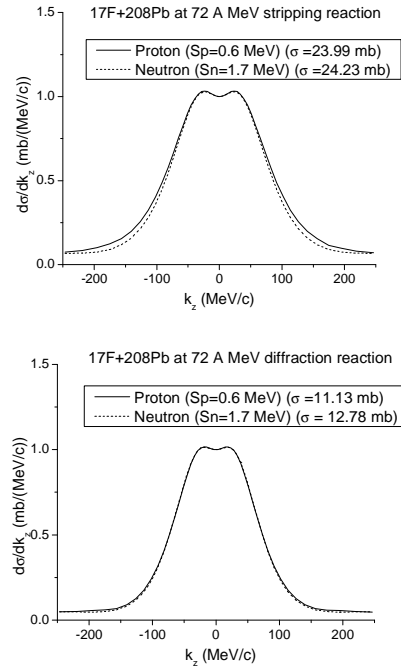 17F+208Pb at 72 A MeV stripping reaction
1.5
Proton (Sp=0.6 MeV) (σ =23.99 mb)
Neutron (Sn=1.7 MeV) (σ =24.23 mb)
1.0
0.5
0.0
dσ/dk_z (mb/(MeV/c))
-200 -100 0 100 200
k_z (MeV/c)
17F+208Pb at 72 A MeV diffraction reaction
1.5
Proton (Sp=0.6 MeV) (σ =11.13 mb)
Neutron (Sn=1.7 MeV) (σ = 12.78 mb)
1.0
0.5
0.0
dσ/dk_z (mb/(MeV/c))
-200 -100 0 100 200
k_z (MeV/c)